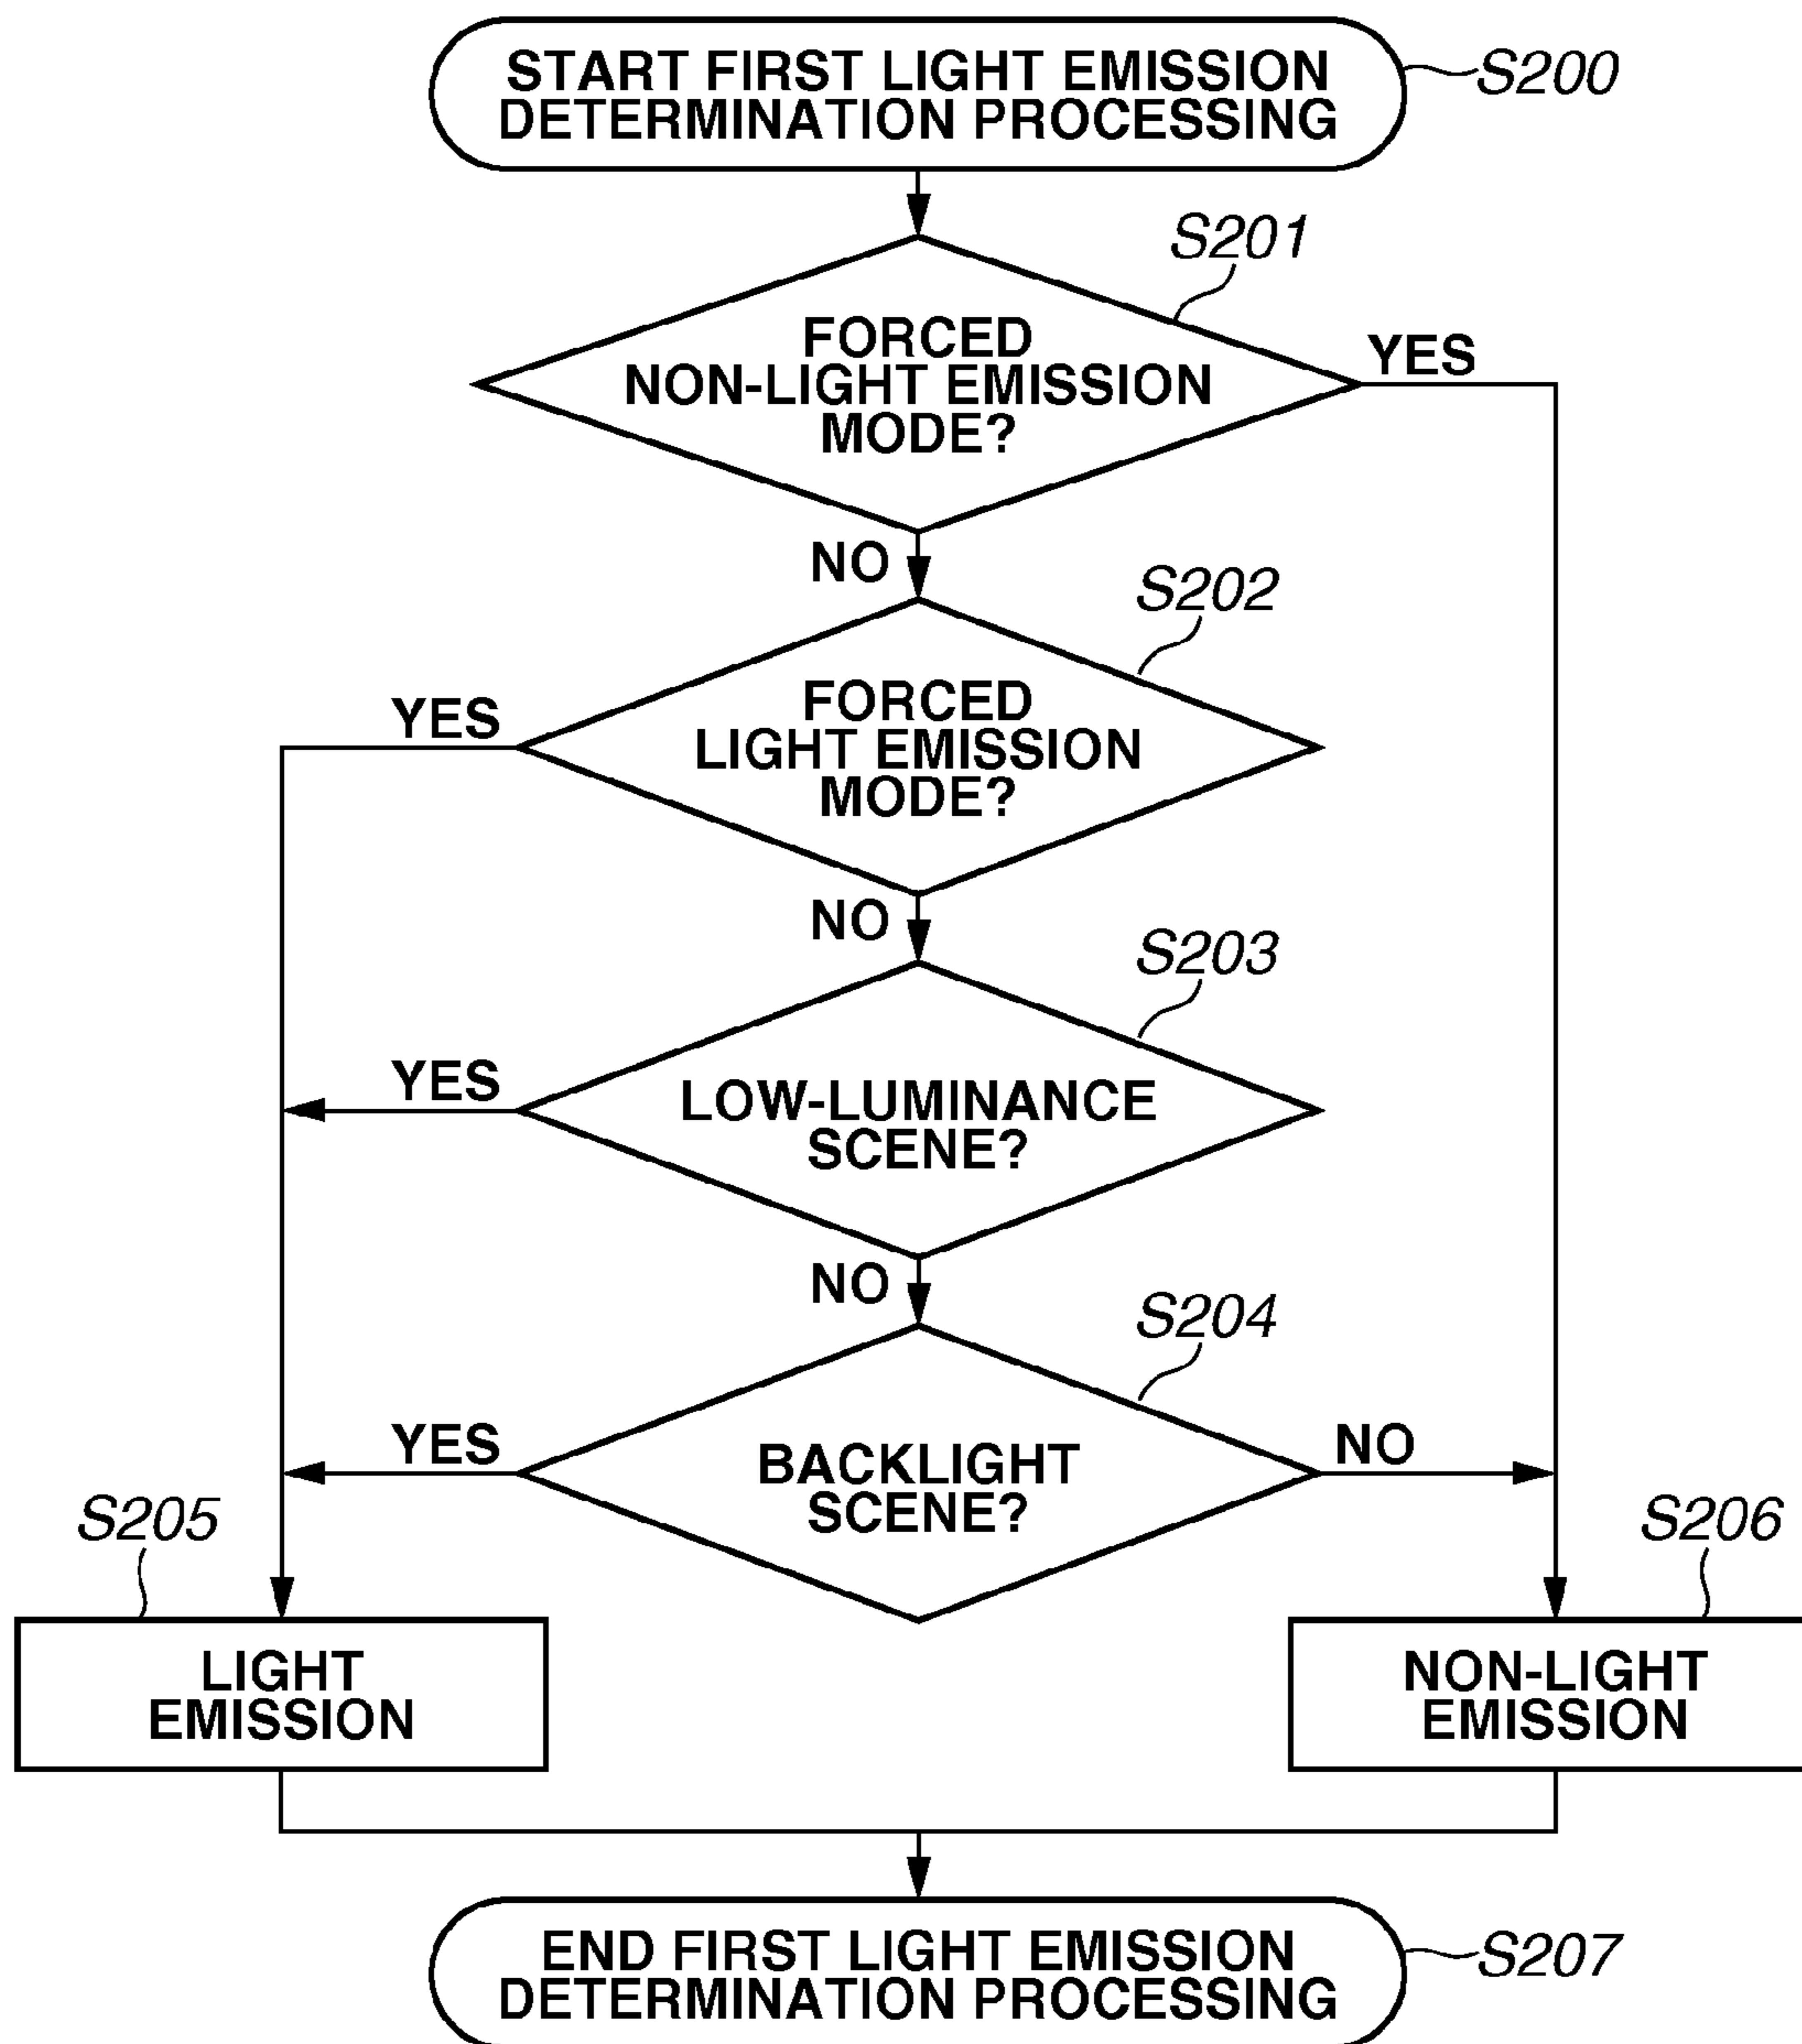 START FIRST LIGHT EMISSION
DETERMINATION PROCESSING
S200
S201
FORCED
NON-LIGHT EMISSION
MODE?
YES
NO
S202
FORCED
LIGHT EMISSION
MODE?
YES
NO
S203
LOW-LUMINANCE
SCENE?
YES
NO
S204
BACKLIGHT
SCENE?
YES
NO
S205
LIGHT
EMISSION
S206
NON-LIGHT
EMISSION
END FIRST LIGHT EMISSION
DETERMINATION PROCESSING
S207